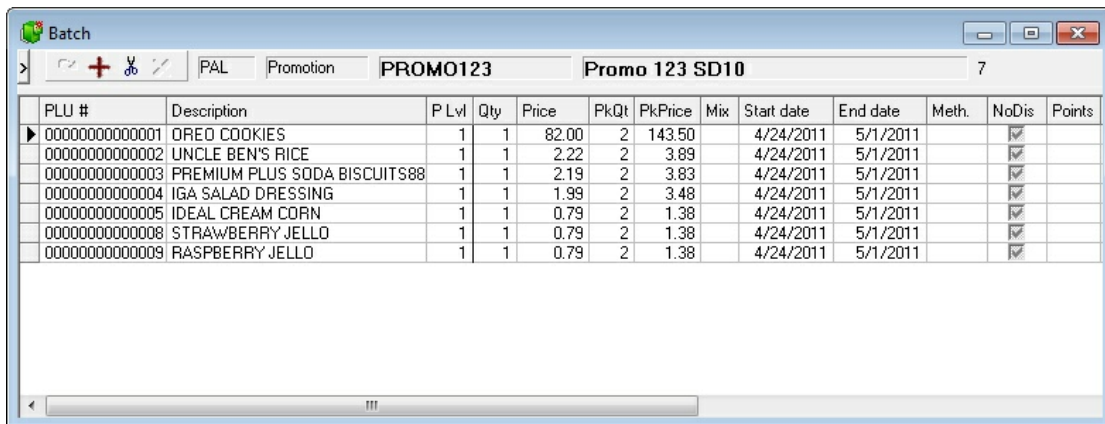 Batch
PAL Promotion PROMO123 Promo 123 SD10 7
PLU # Description P Lvl Qty Price PkQt PkPrice Mix Start date End date Meth. NoDis Points
00000000000001 OREO COOKIES 1 1 82.00 2 143.50 4/24/2011 5/1/2011
00000000000002 UNCLE BEN'S RICE 1 1 2.22 2 3.89 4/24/2011 5/1/2011
00000000000003 PREMIUM PLUS SODA BISCUITS88 1 1 2.19 2 3.83 4/24/2011 5/1/2011
00000000000004 IGA SALAD DRESSING 1 1 1.99 2 3.48 4/24/2011 5/1/2011
00000000000005 IDEAL CREAM CORN 1 1 0.79 2 1.38 4/24/2011 5/1/2011
00000000000008 STRAWBERRY JELLO 1 1 0.79 2 1.38 4/24/2011 5/1/2011
00000000000009 RASPBERRY JELLO 1 1 0.79 2 1.38 4/24/2011 5/1/2011